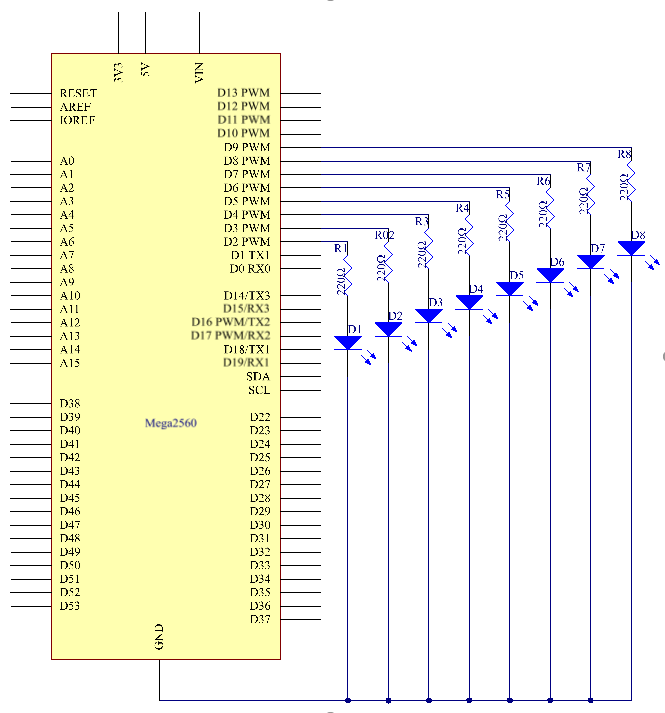 3V3
5V
VIN
RESET
AREF
IOREF
A0
A1
A2
A3
A4
A5
A6
A7
A8
A9
A10
A11
A12
A13
A14
A15
D38
D39
D40
D41
D42
D43
D44
D45
D46
D47
D48
D49
D50
D51
D52
D53
D13 PWM
D12 PWM
D11 PWM
D10 PWM
D9 PWM
D8 PWM
D7 PWM
D6 PWM
D5 PWM
D4 PWM
D3 PWM
D2 PWM
D1 TX1
D0 RX0
D14/TX3
D15/RX3
D16 PWM/TX2
D17 PWM/RX2
D18/TX1
D19/RX1
SDA
SCL
D22
D23
D24
D25
D26
D27
D28
D29
D30
D31
D32
D33
D34
D35
D36
D37
Mega2560
GND
R1
220Ω
D1
R02
220Ω
D2
R3
220Ω
D3
R4
220Ω
D4
R5
220Ω
D5
R6
220Ω
D6
R7
220Ω
D7
R8
220Ω
D8